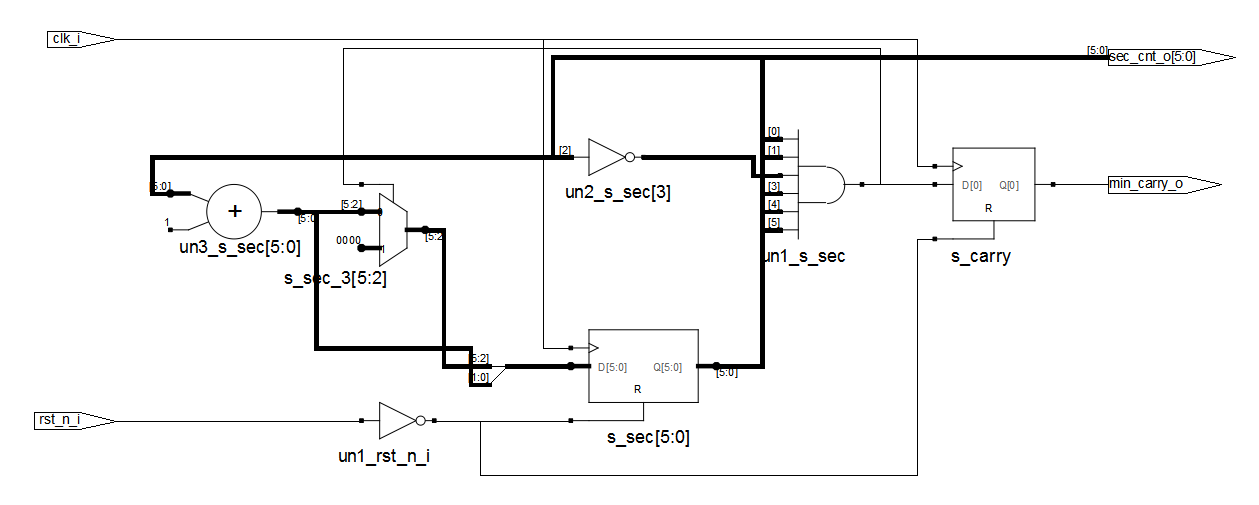 clk_i
[5:0]
sec_cnt_o[5:0]
[0]
[1]
[2]
un2_s_sec[3]
[3]
[4]
[5]
un1_s_sec
D[0]
Q[0]
R
s_carry
min_carry_o
[5:0]
1
+
un3_s_sec[5:0]
[5:0]
[5:2]
0
0000
1
[5:2]
s_sec_3[5:2]
[5:2]
[1:0]
D[5:0]
Q[5:0]
R
[5:0]
s_sec[5:0]
rst_n_i
un1_rst_n_i